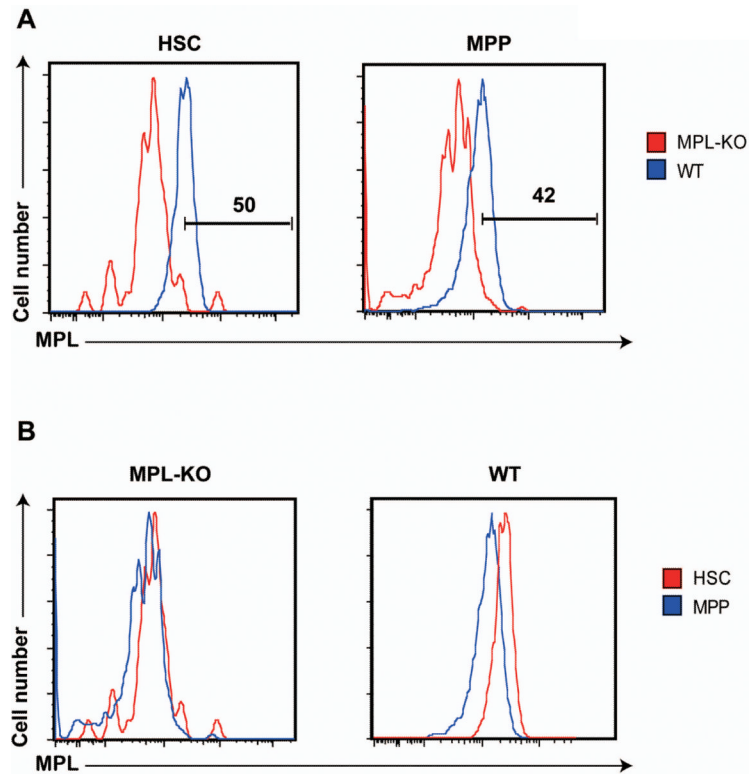 A
HSC
MPP
MPL-KO
WT
50
42
Cell number
MPL
B
MPL-KO
WT
HSC
MPP
Cell number
MPL